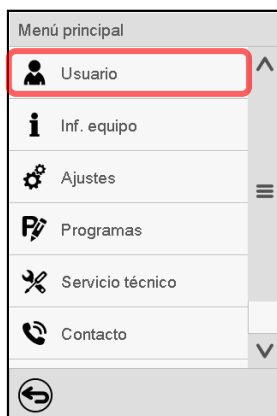 Menú principal
Usuario
Inf. equipo
Ajustes
Programas
Servicio técnico
Contacto